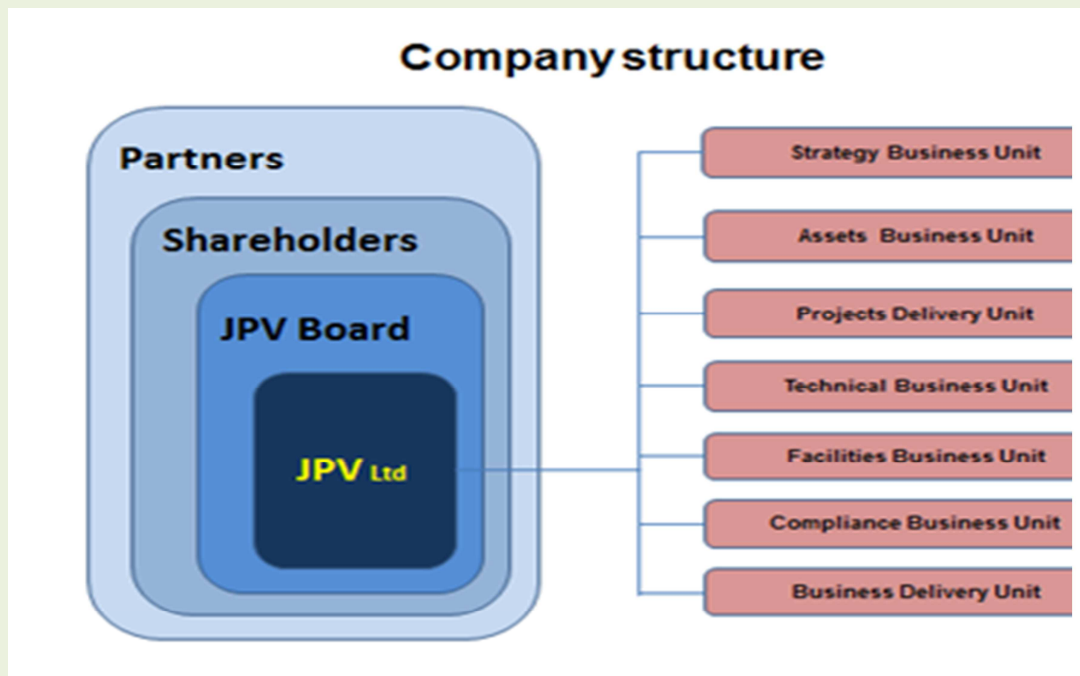 Company structure
Partners
Shareholders
JPV Board
JPV Ltd
Strategy Business Unit
Assets Business Unit
Projects Delivery Unit
Technical Business Unit
Facilities Business Unit
Compliance Business Unit
Business Delivery Unit